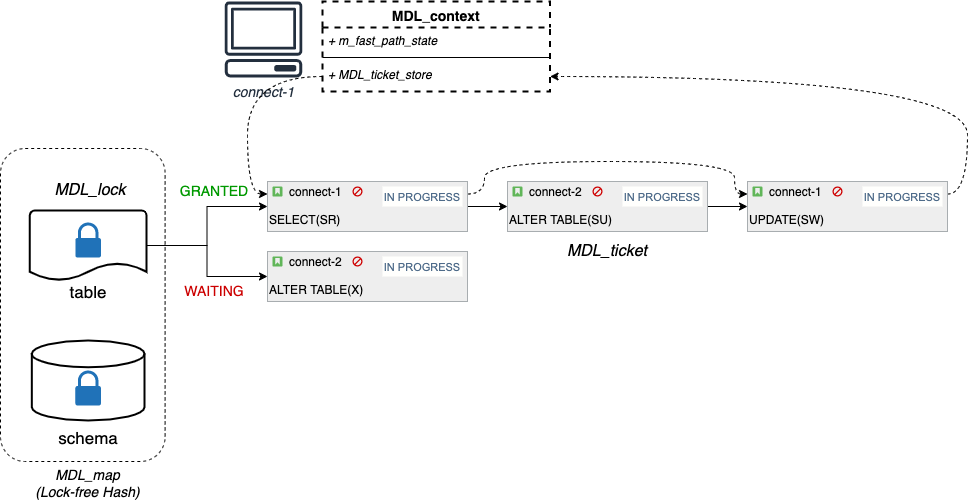 MDL_context
+ m_fast_path_state
+ MDL_ticket_store
connect-1
MDL_lock
GRANTED
connect-1
IN PROGRESS
SELECT(SR)
connect-2
IN PROGRESS
ALTER TABLE(SU)
connect-1
IN PROGRESS
UPDATE(SW)
MDL_ticket
table
WAITING
connect-2
IN PROGRESS
ALTER TABLE(X)
schema
MDL_map
(Lock-free Hash)